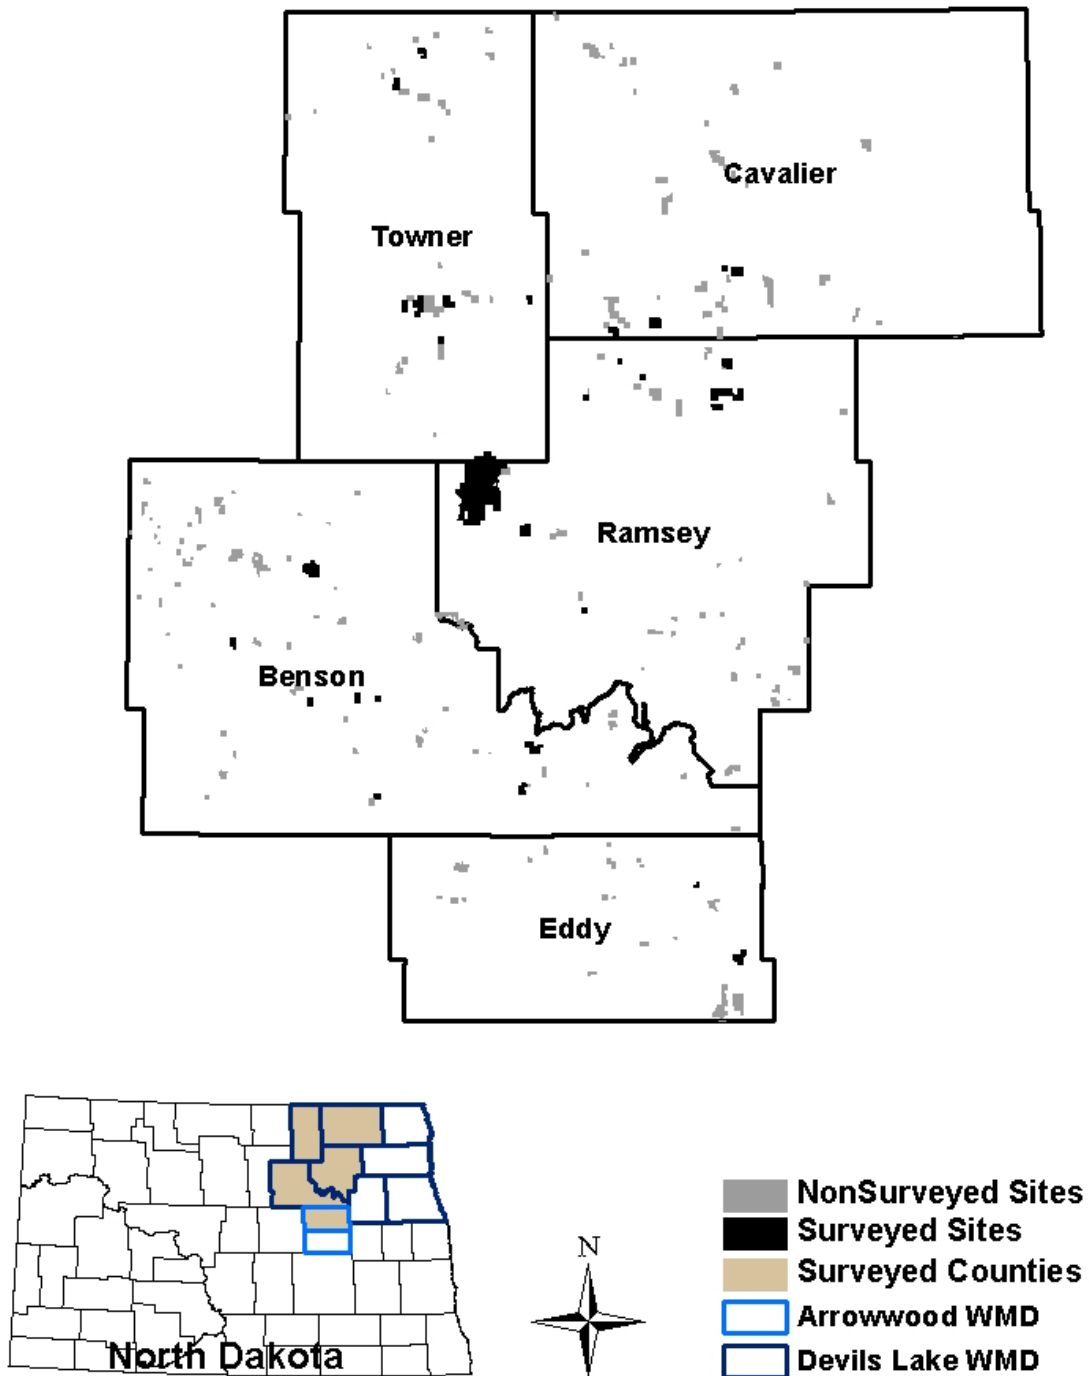 Cavalier
Towner
Ramsey
Benson
Eddy
N
NonSurveyed Sites
Surveyed Sites
Surveyed Counties
Arrowwood WMD
Devils Lake WMD
North Dakota